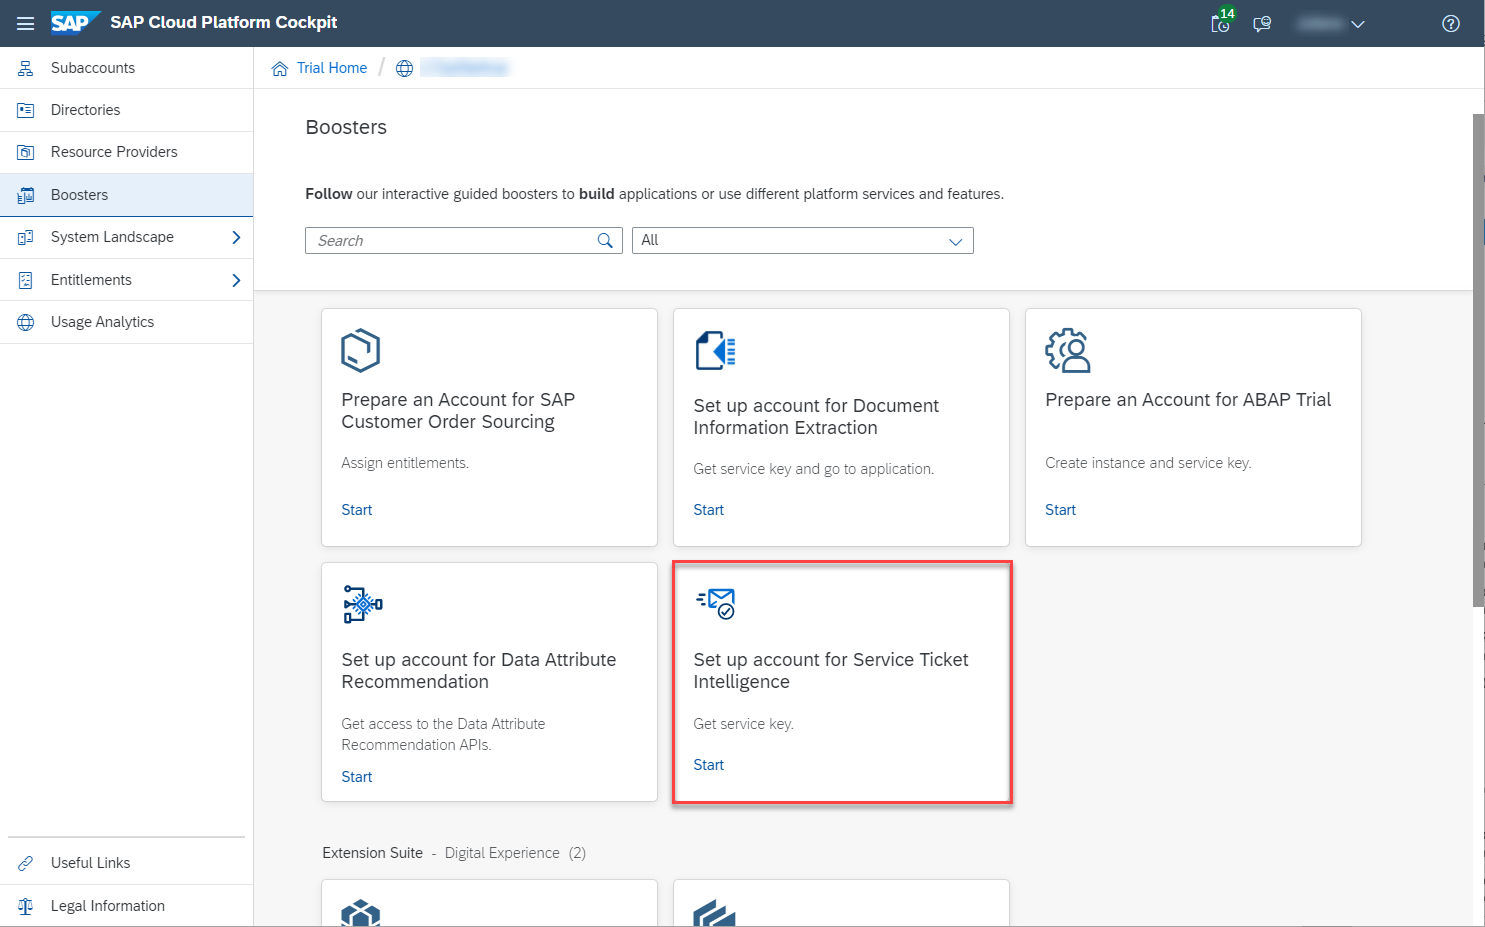 SAP SAP Cloud Platform Cockpit
14
Subaccounts
Directories
Resource Providers
Boosters
System Landscape
Entitlements
Usage Analytics
Useful Links
Legal Information
Trial Home /
Boosters
Follow our interactive guided boosters to build applications or use different platform services and features.
Search
All
Prepare an Account for SAP
Customer Order Sourcing
Assign entitlements.
Start
Set up account for Document
Information Extraction
Get service key and go to application.
Start
Prepare an Account for ABAP Trial
Create instance and service key.
Start
Set up account for Data Attribute
Recommendation
Get access to the Data Attribute
Recommendation APIs.
Start
Set up account for Service Ticket
Intelligence
Get service key.
Start
Extension Suite - Digital Experience (2)